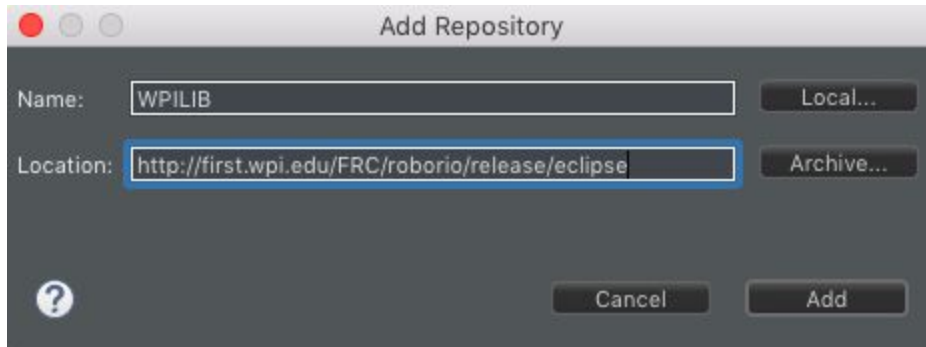 Add Repository
Name: WPILIB Local...
Location: http://first.wpi.edu/FRC/roborio/release/eclipse Archive...
? Cancel Add